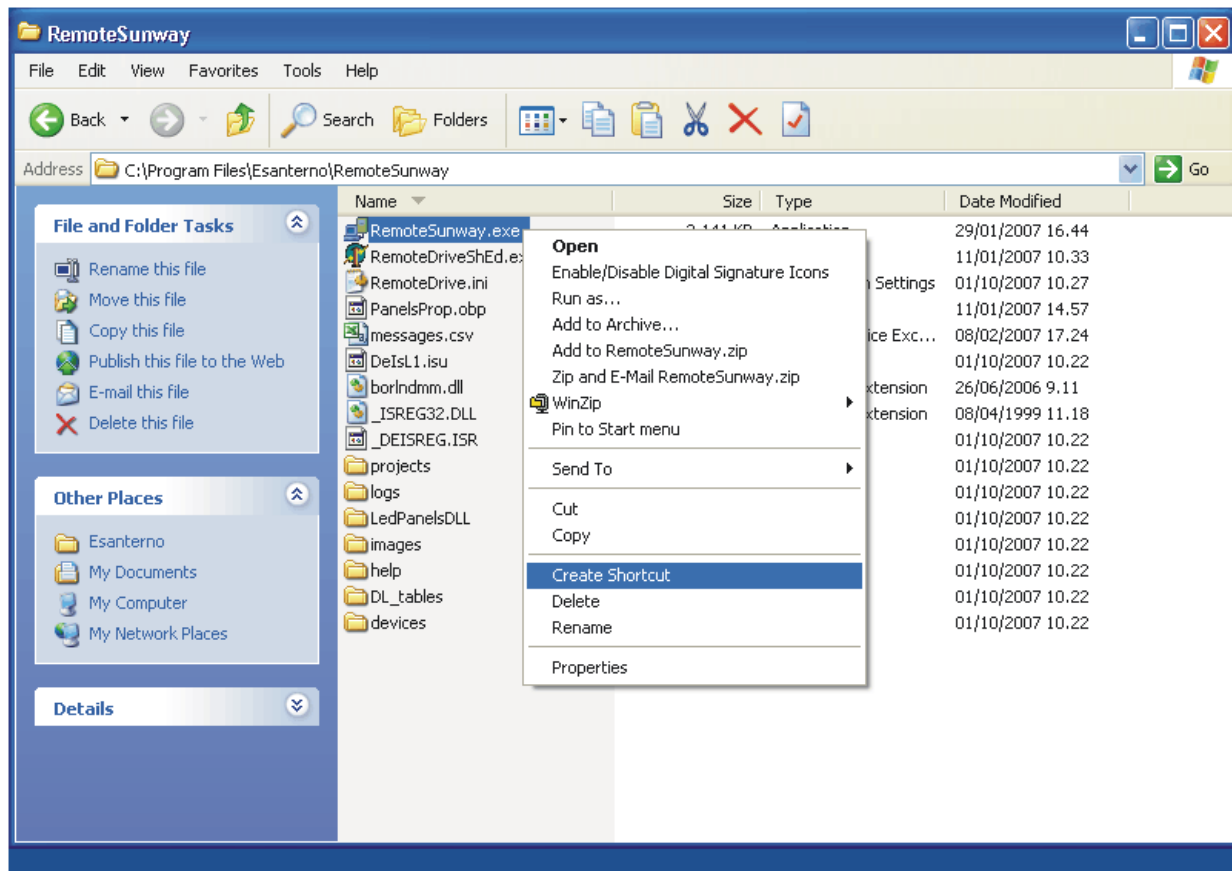 RemoteSunway
File Edit View Favorites Tools Help
Back Search Folders
Address C:\Program Files\Esanterno\RemoteSunway Go
File and Folder Tasks
Rename this file
Move this file
Copy this file
Publish this file to the Web
E-mail this file
Delete this file
Other Places
Esanterno
My Documents
My Computer
My Network Places
Details
Name Size Type Date Modified
RemoteSunway.exe 29/01/2007 16.44
RemoteDriveShEd.ex 11/01/2007 10.33
RemoteDrive.ini Settings 01/10/2007 10.27
PanelsProp.obp 11/01/2007 14.57
messages.csv ice Exc... 08/02/2007 17.24
DeIsL1.isu 01/10/2007 10.22
borlndmm.dll xtension 26/06/2006 9.11
_ISREG32.DLL xtension 08/04/1999 11.18
_DEISREG.ISR 01/10/2007 10.22
projects 01/10/2007 10.22
logs 01/10/2007 10.22
LedPanelsDLL 01/10/2007 10.22
images 01/10/2007 10.22
help 01/10/2007 10.22
DL_tables 01/10/2007 10.22
devices 01/10/2007 10.22
Open
Enable/Disable Digital Signature Icons
Run as...
Add to Archive...
Add to RemoteSunway.zip
Zip and E-Mail RemoteSunway.zip
WinZip
Pin to Start menu
Send To
Cut
Copy
Create Shortcut
Delete
Rename
Properties